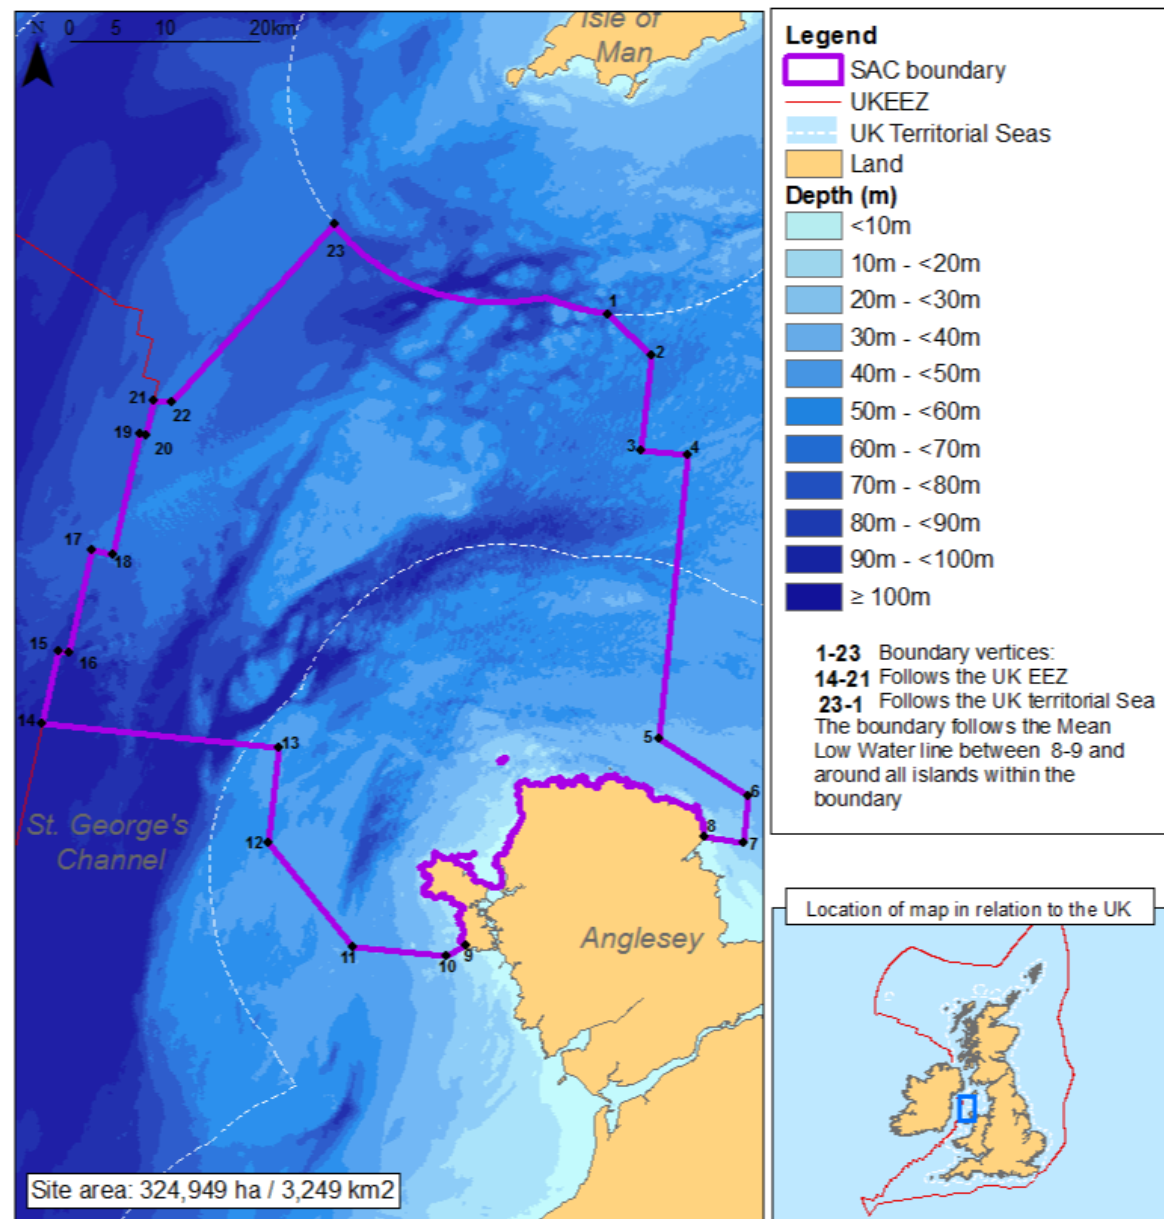 N 0 5 10 20km
Isle of
Man
23
1
2
3
4
21
22
19
20
17
18
15
16
14
13
5
6
8
7
12
St. George's
Channel
11
10
9
Anglesey
Site area: 324,949 ha / 3,249 km2
Legend
SAC boundary
UKEEZ
UK Territorial Seas
Land
Depth (m)
<10m
10m - <20m
20m - <30m
30m - <40m
40m - <50m
50m - <60m
60m - <70m
70m - <80m
80m - <90m
90m - <100m
≥ 100m
1-23 Boundary vertices:
14-21 Follows the UK EEZ
23-1 Follows the UK territorial Sea
The boundary follows the Mean
Low Water line between 8-9 and
around all islands within the
boundary
Location of map in relation to the UK